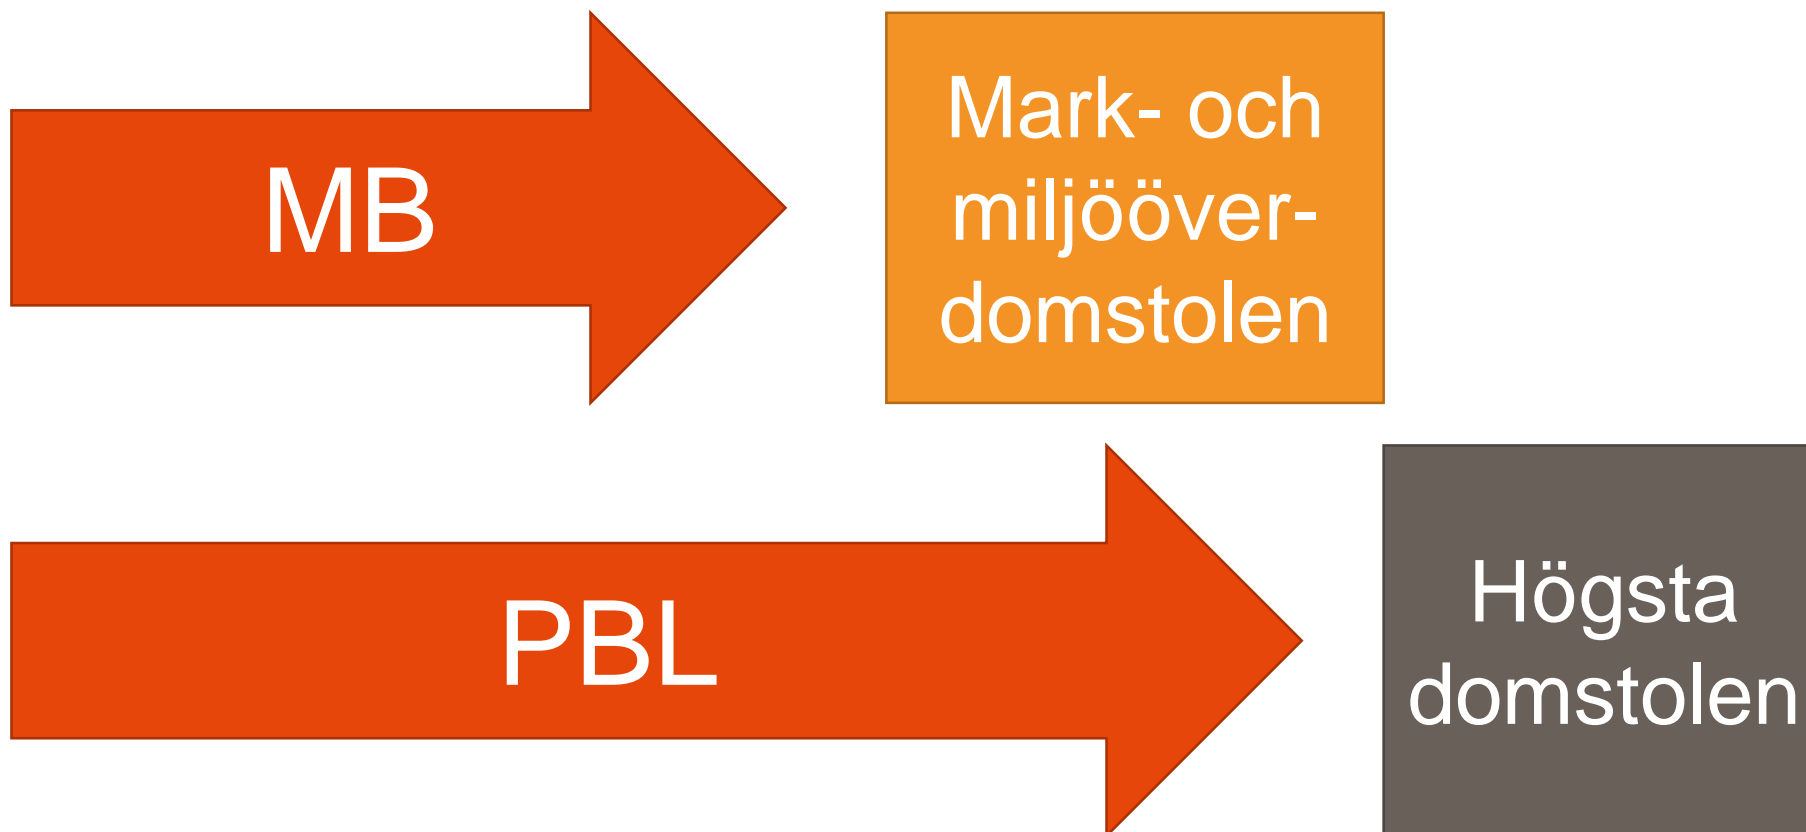 MB
Mark- och
miljööver-
domstolen
PBL
Högsta
domstolen